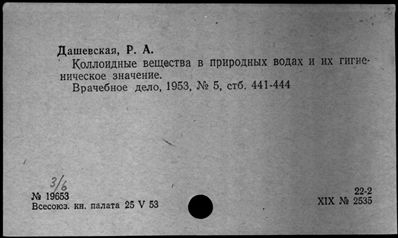 Дашевская, Р. А.
Коллоидные вещества в природных водах и их гигие-
ническое значение.
Врачебное дело, 1953, № 5, стб. 441-444
3/6
№ 19653
Всесоюз. кн. палата 25 V 53
22-2
XIX № 2535